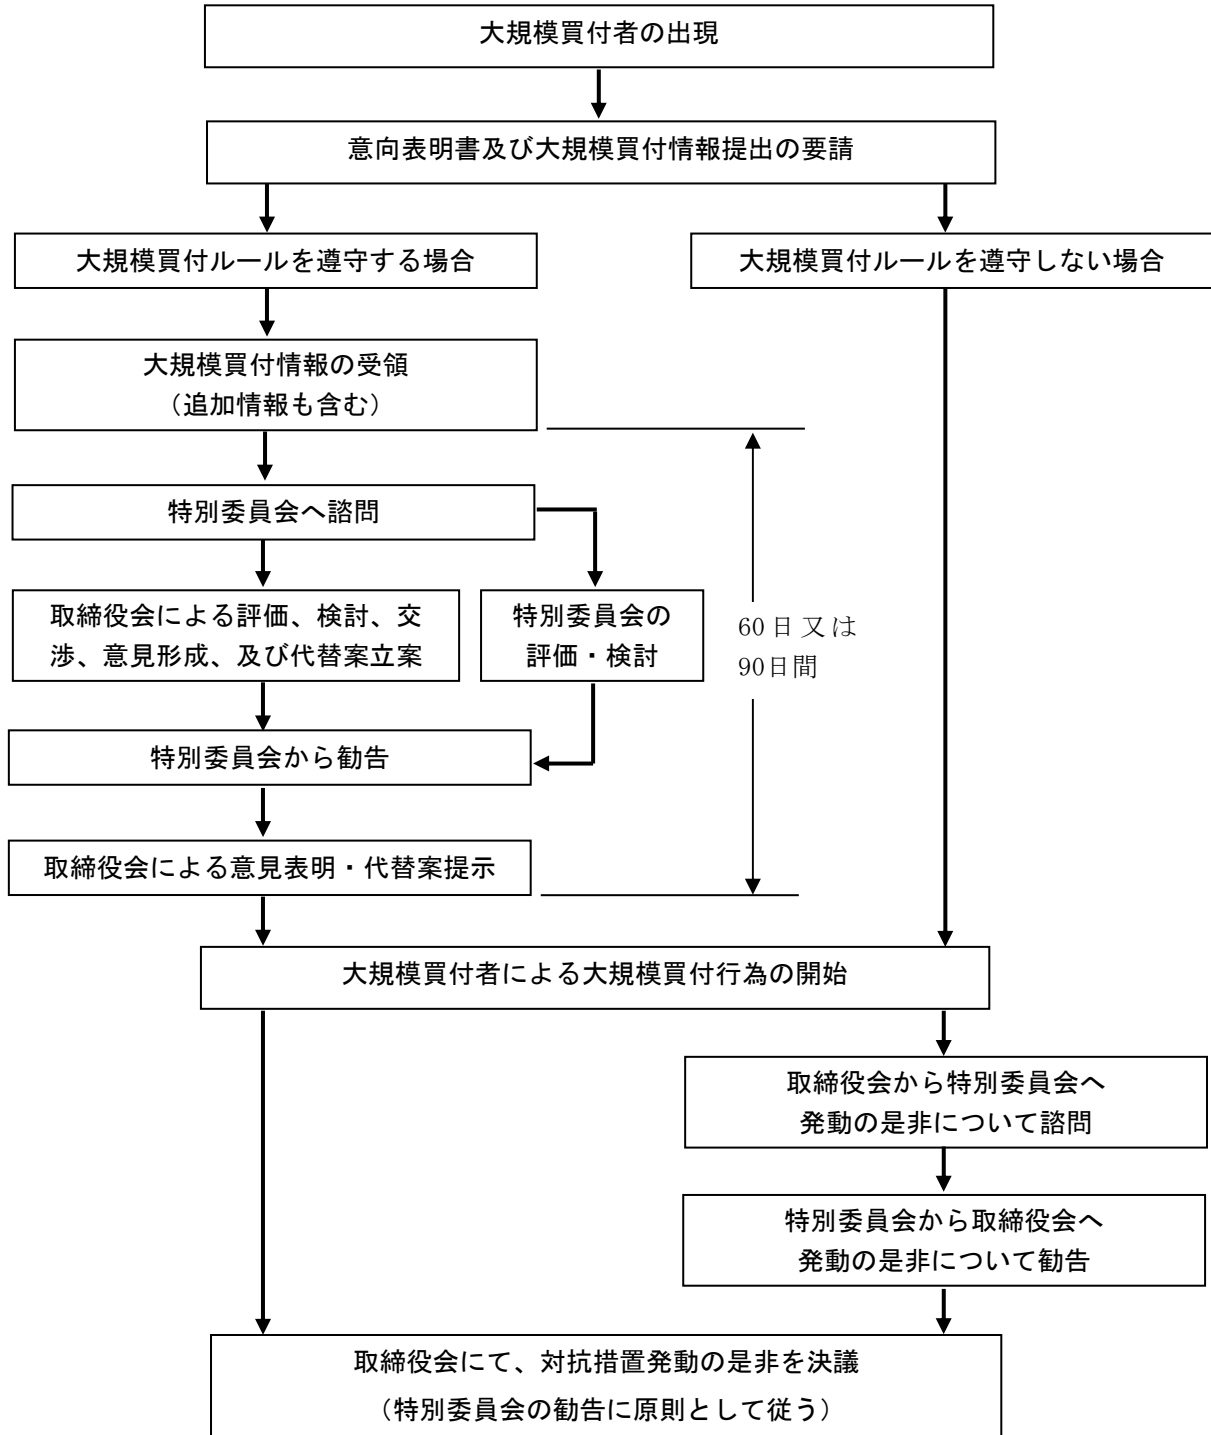 大規模買付者の出現
意向表明書及び大規模買付情報提出の要請
大規模買付ルールを遵守する場合
大規模買付ルールを遵守しない場合
大規模買付情報の受領
（追加情報も含む）
特別委員会へ諮問
取締役会による評価、検討、交
渉、意見形成、及び代替案立案
特別委員会の
評価・検討
60日又は
90日間
特別委員会から勧告
取締役会による意見表明・代替案提示
大規模買付者による大規模買付行為の開始
取締役会から特別委員会へ
発動の是非について諮問
特別委員会から取締役会へ
発動の是非について勧告
取締役会にて、対抗措置発動の是非を決議
（特別委員会の勧告に原則として従う）